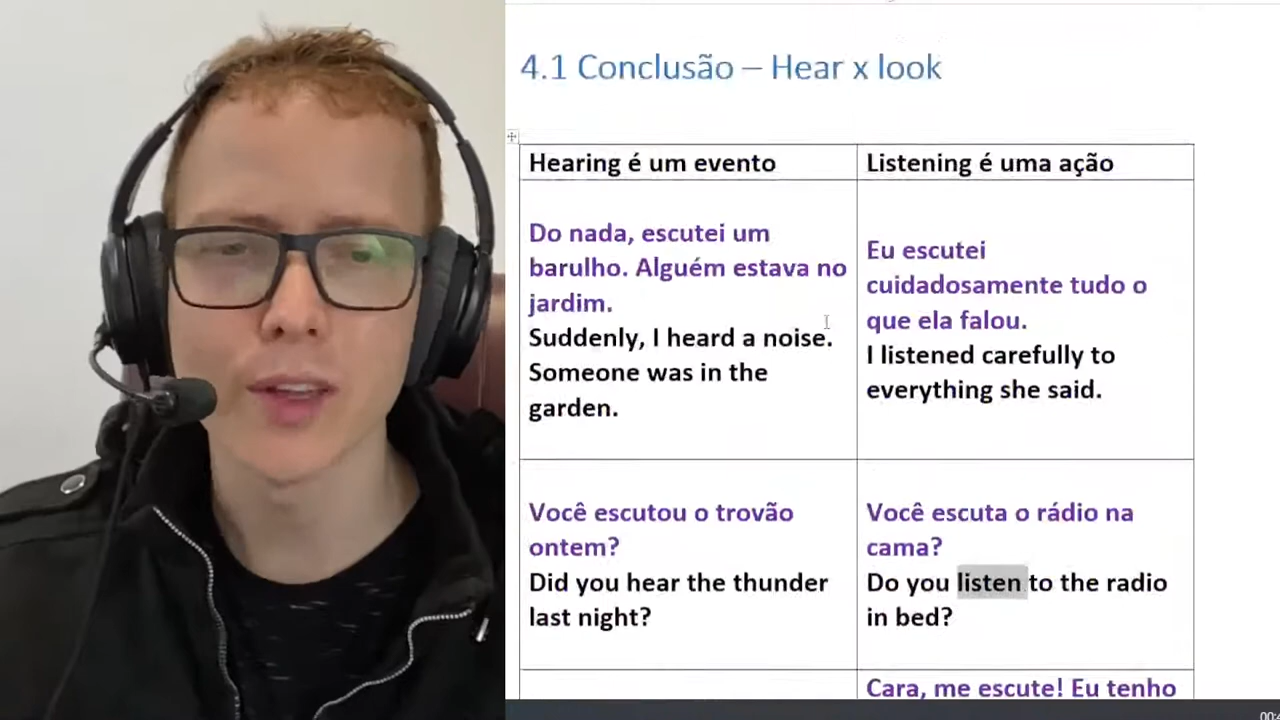 4.1 Conclusão – Hear x look
Hearing é um evento
Listening é uma ação
Do nada, escutei um
barulho. Alguém estava no
jardim.
Suddenly, I heard a noise.
Someone was in the
garden.
Eu escutei
cuidadosamente tudo o
que ela falou.
I listened carefully to
everything she said.
Você escutou o trovão
ontem?
Did you hear the thunder
last night?
Você escuta o rádio na
cama?
Do you listen to the radio
in bed?
Cara, me escute! Eu tenho